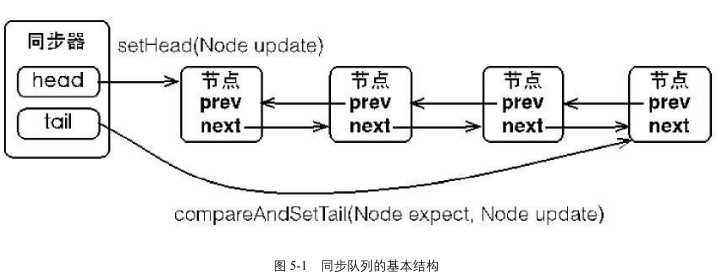 同步器
head
tail
setHead(Node update)
节点
prev
next
节点
prev
next
节点
prev
next
节点
prev
next
compareAndSetTail(Node expect, Node update)
图 5-1 同步队列的基本结构